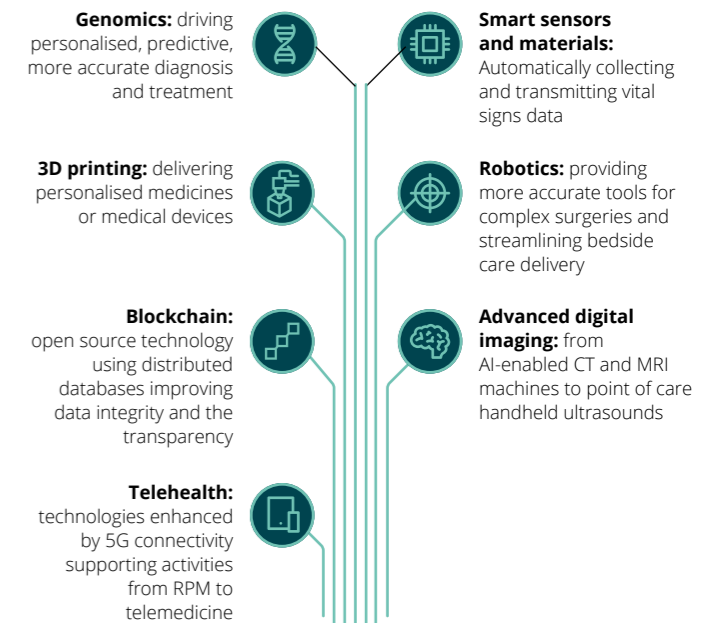 Genomics: driving
personalised, predictive,
more accurate diagnosis
and treatment
Smart sensors
and materials:
Automatically collecting
and transmitting vital
signs data
3D printing: delivering
personalised medicines
or medical devices
Robotics: providing
more accurate tools for
complex surgeries and
streamlining bedside
care delivery
Blockchain:
open source technology
using distributed
databases improving
data integrity and the
transparency
Advanced digital
imaging: from
AI-enabled CT and MRI
machines to point of care
handheld ultrasounds
Telehealth:
technologies enhanced
by 5G connectivity
supporting activities
from RPM to
telemedicine